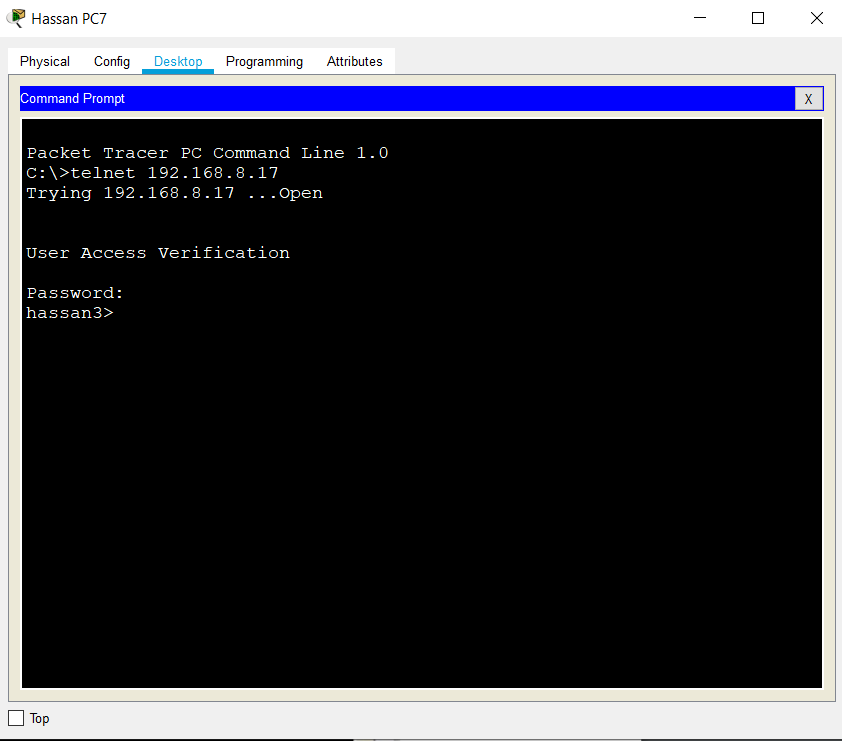 Hassan PC7
Physical Config Desktop Programming Attributes
Command Prompt X
Packet Tracer PC Command Line 1.0
C:\>telnet 192.168.8.17
Trying 192.168.8.17 ...Open
User Access Verification
Password:
hassan3>
Top